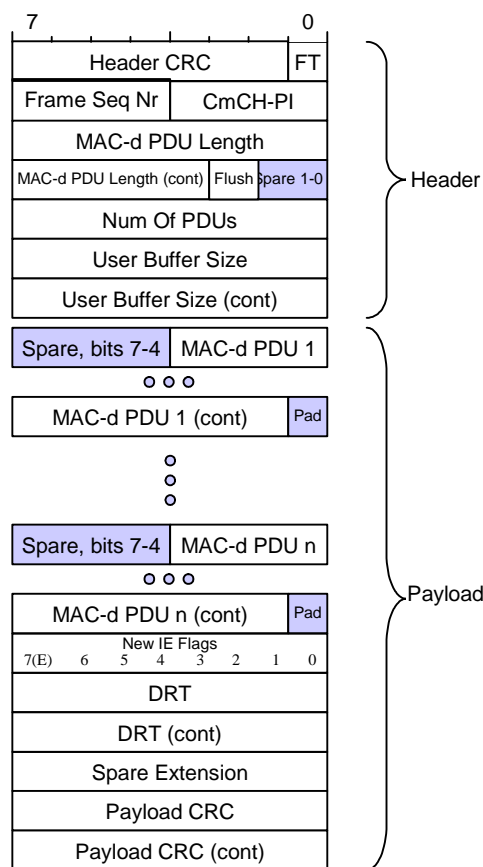 7 0
Header CRC FT
Frame Seq Nr CmCH-PI
MAC-d PDU Length
MAC-d PDU Length (cont) Flush Spare 1-0
Header
Num Of PDUs
User Buffer Size
User Buffer Size (cont)
Spare, bits 7-4 MAC-d PDU 1
MAC-d PDU 1 (cont) Pad
Spare, bits 7-4 MAC-d PDU n
MAC-d PDU n (cont) Pad
Payload
New IE Flags
7(E) 6 5 4 3 2 1 0
DRT
DRT (cont)
Spare Extension
Payload CRC
Payload CRC (cont)